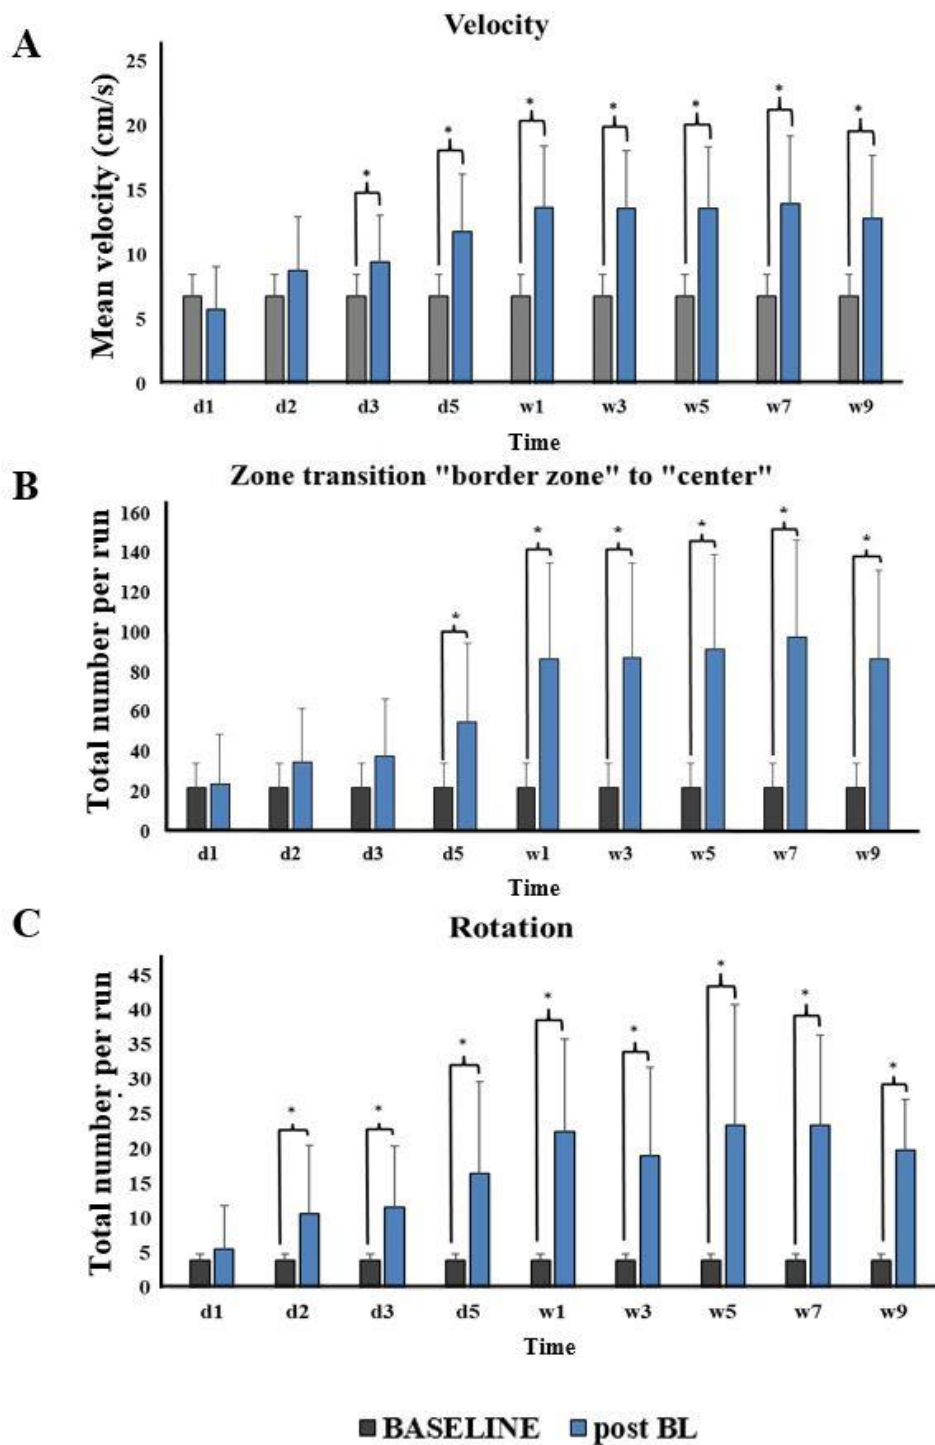 A
Velocity
Mean velocity (cm/s)
25
20
15
10
5
0
* * * * * * *
d1 d2 d3 d5 w1 w3 w5 w7 w9
Time
B
Zone transition "border zone" to "center"
Total number per run
160
140
120
100
80
60
40
20
0
* * * * * *
d1 d2 d3 d5 w1 w3 w5 w7 w9
Time
C
Rotation
Total number per run
45
40
35
30
25
20
15
10
5
0
* * * * * * * *
d1 d2 d3 d5 w1 w3 w5 w7 w9
Time
BASELINE post BL